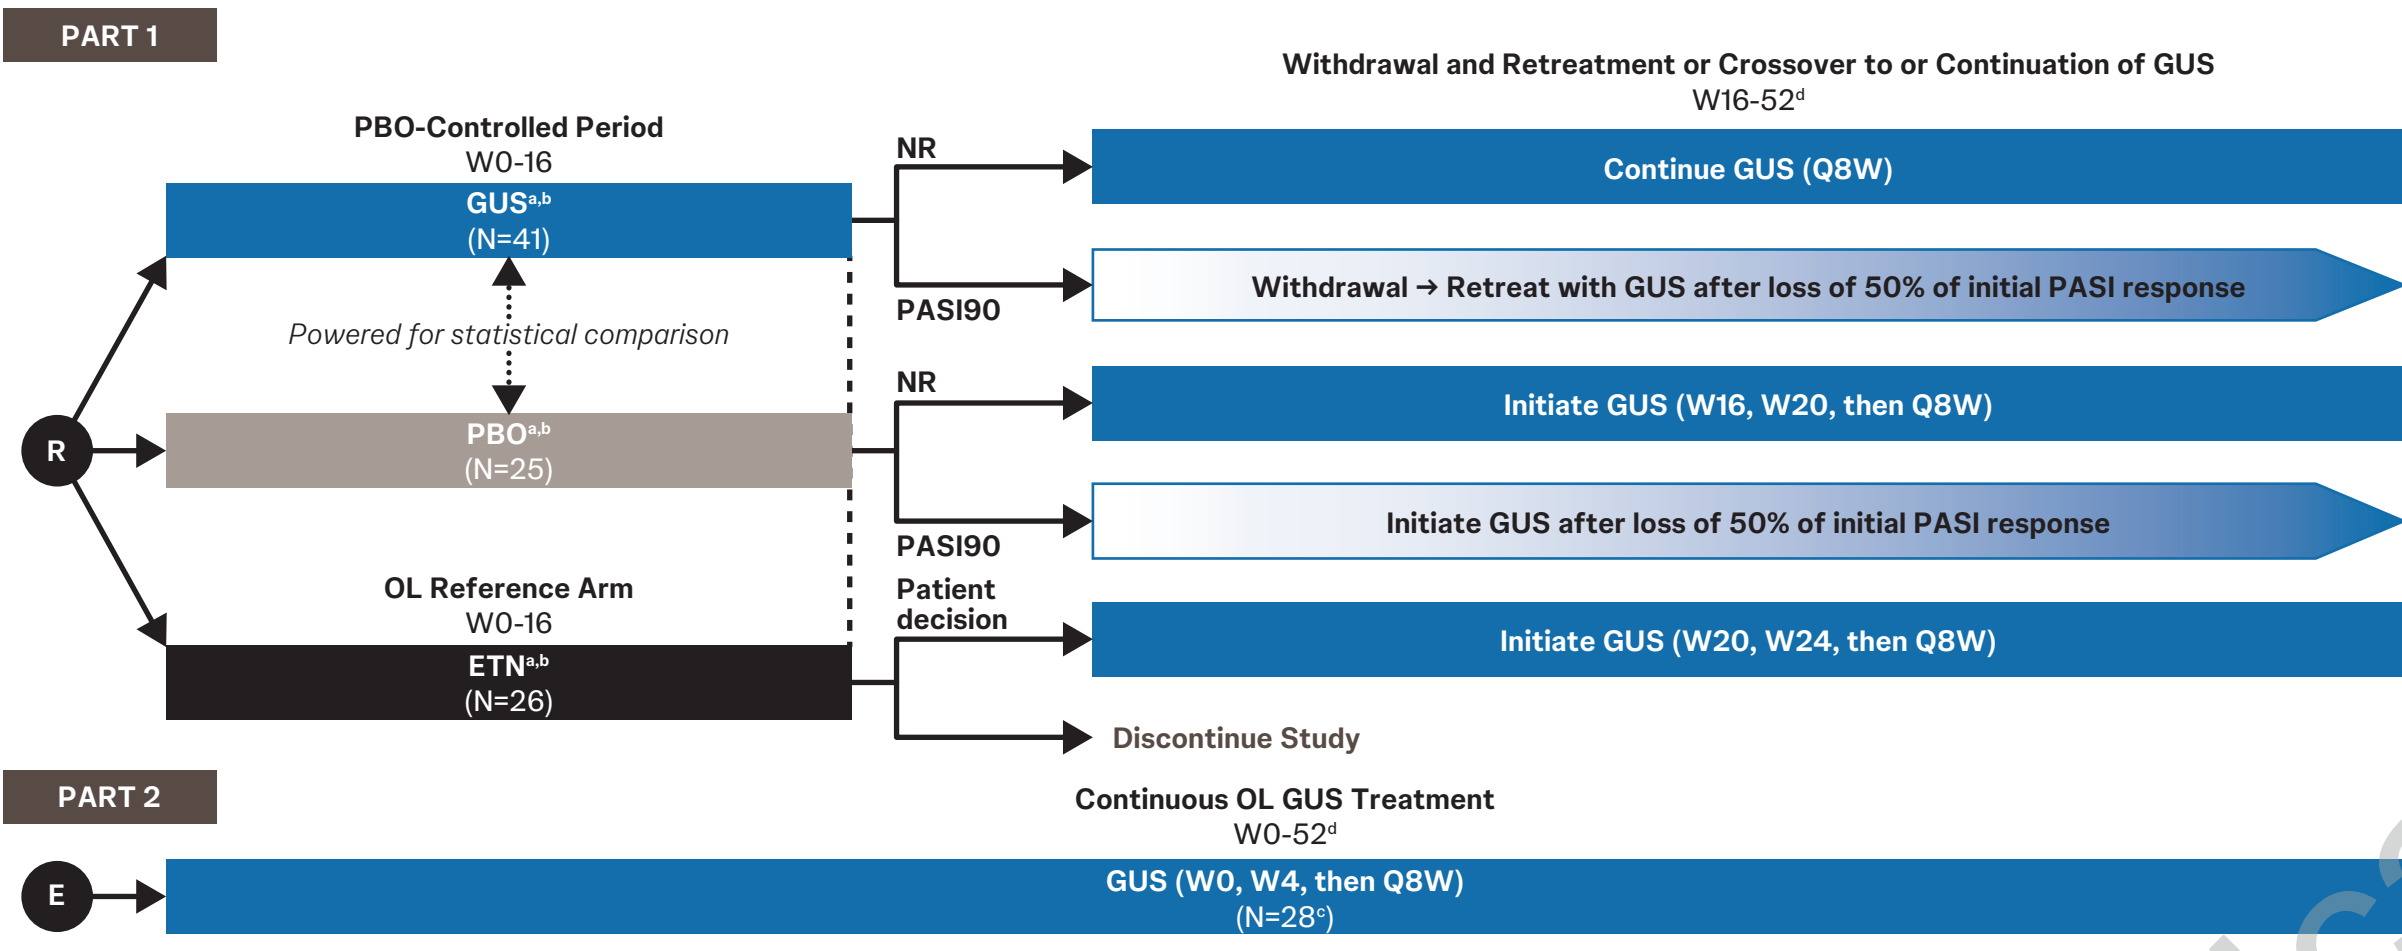 PART 1
Withdrawal and Retreatment or Crossover to or Continuation of GUS
W16-52ᵈ
PBO-Controlled Period
W0-16
GUSᵃ,ᵇ
(N=41)
NR
Continue GUS (Q8W)
PASI90
Withdrawal → Retreat with GUS after loss of 50% of initial PASI response
Powered for statistical comparison
R
PBOᵃ,ᵇ
(N=25)
NR
Initiate GUS (W16, W20, then Q8W)
PASI90
Initiate GUS after loss of 50% of initial PASI response
OL Reference Arm
W0-16
ETNᵃ,ᵇ
(N=26)
Patient
decision
Initiate GUS (W20, W24, then Q8W)
Discontinue Study
PART 2
Continuous OL GUS Treatment
W0-52ᵈ
E
GUS (W0, W4, then Q8W)
(N=28ᶜ)